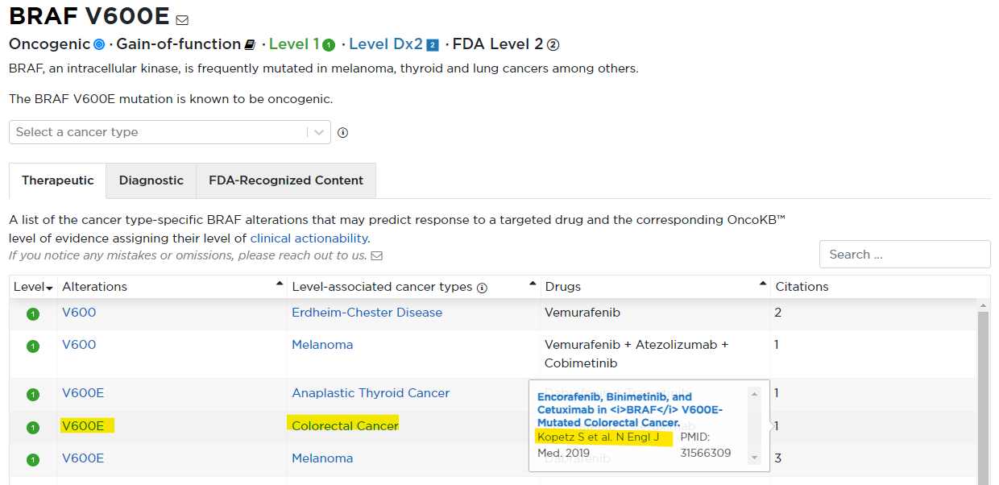 BRAF V600E
Oncogenic · Gain-of-function · Level 1 1 · Level Dx2 2 · FDA Level 2 2
BRAF, an intracellular kinase, is frequently mutated in melanoma, thyroid and lung cancers among others.
The BRAF V600E mutation is known to be oncogenic.
Select a cancer type
Therapeutic Diagnostic FDA-Recognized Content
A list of the cancer type-specific BRAF alterations that may predict response to a targeted drug and the corresponding OncoKB™
level of evidence assigning their level of clinical actionability.
If you notice any mistakes or omissions, please reach out to us.
Search ...
Level Alterations Level-associated cancer types Drugs Citations
1 V600 Erdheim-Chester Disease Vemurafenib 2
1 V600 Melanoma Vemurafenib + Atezolizumab + 1
Cobimetinib
1 V600E Anaplastic Thyroid Cancer 1
Encorafenib, Binimetinib, and
Cetuximab in <i>BRAF</i> V600E-
Mutated Colorectal Cancer.
1 V600E Colorectal Cancer 1
Kopetz S et al. N Engl J PMID:
Med. 2019 31566309
1 V600E Melanoma Dabrafenib 3